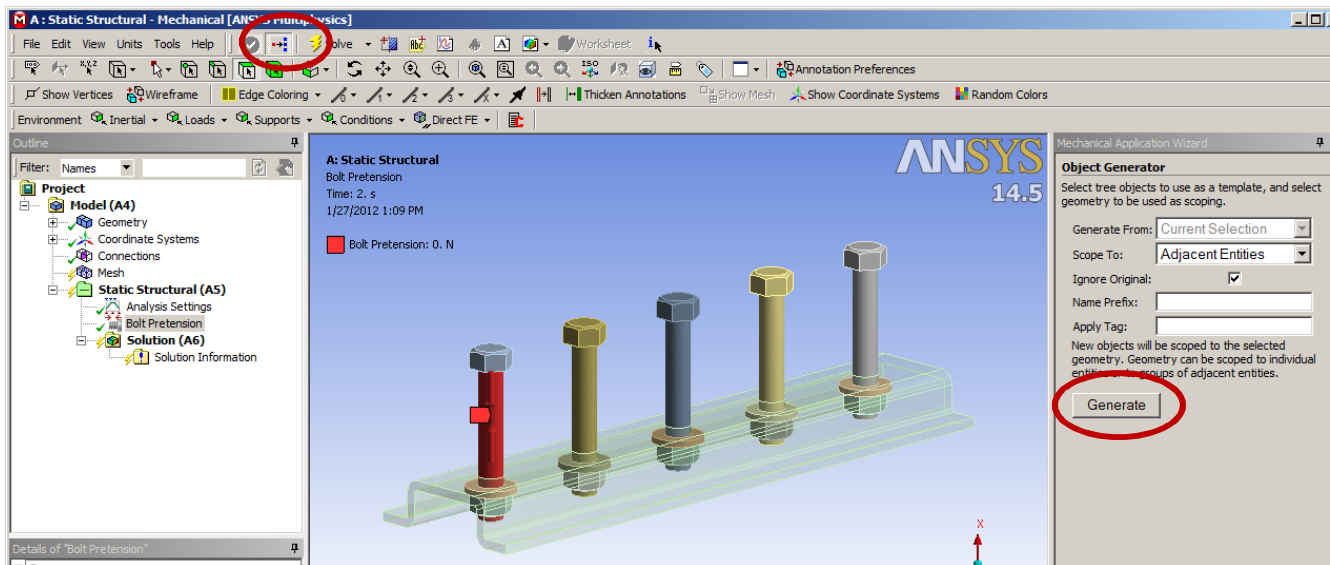 A : Static Structural - Mechanical [ANSYS Multiphysics]
File Edit View Units Tools Help Solve Worksheet
Annotation Preferences
Show Vertices Wireframe Edge Coloring Thicken Annotations Show Mesh Show Coordinate Systems Random Colors
Environment Inertial Loads Supports Conditions Direct FE
Outline
Filter: Names
Project
Model (A4)
Geometry
Coordinate Systems
Connections
Mesh
Static Structural (A5)
Analysis Settings
Bolt Pretension
Solution (A6)
Solution Information
Details of "Bolt Pretension"
A: Static Structural
Bolt Pretension
Time: 2. s
1/27/2012 1:09 PM
Bolt Pretension: 0. N
ANSYS
14.5
X
Mechanical Application Wizard
Object Generator
Select tree objects to use as a template, and select
geometry to be used as scoping.
Generate From: Current Selection
Scope To: Adjacent Entities
Ignore Original:
Name Prefix:
Apply Tag:
New objects will be scoped to the selected
geometry. Geometry can be scoped to individual
entities or to groups of adjacent entities.
Generate